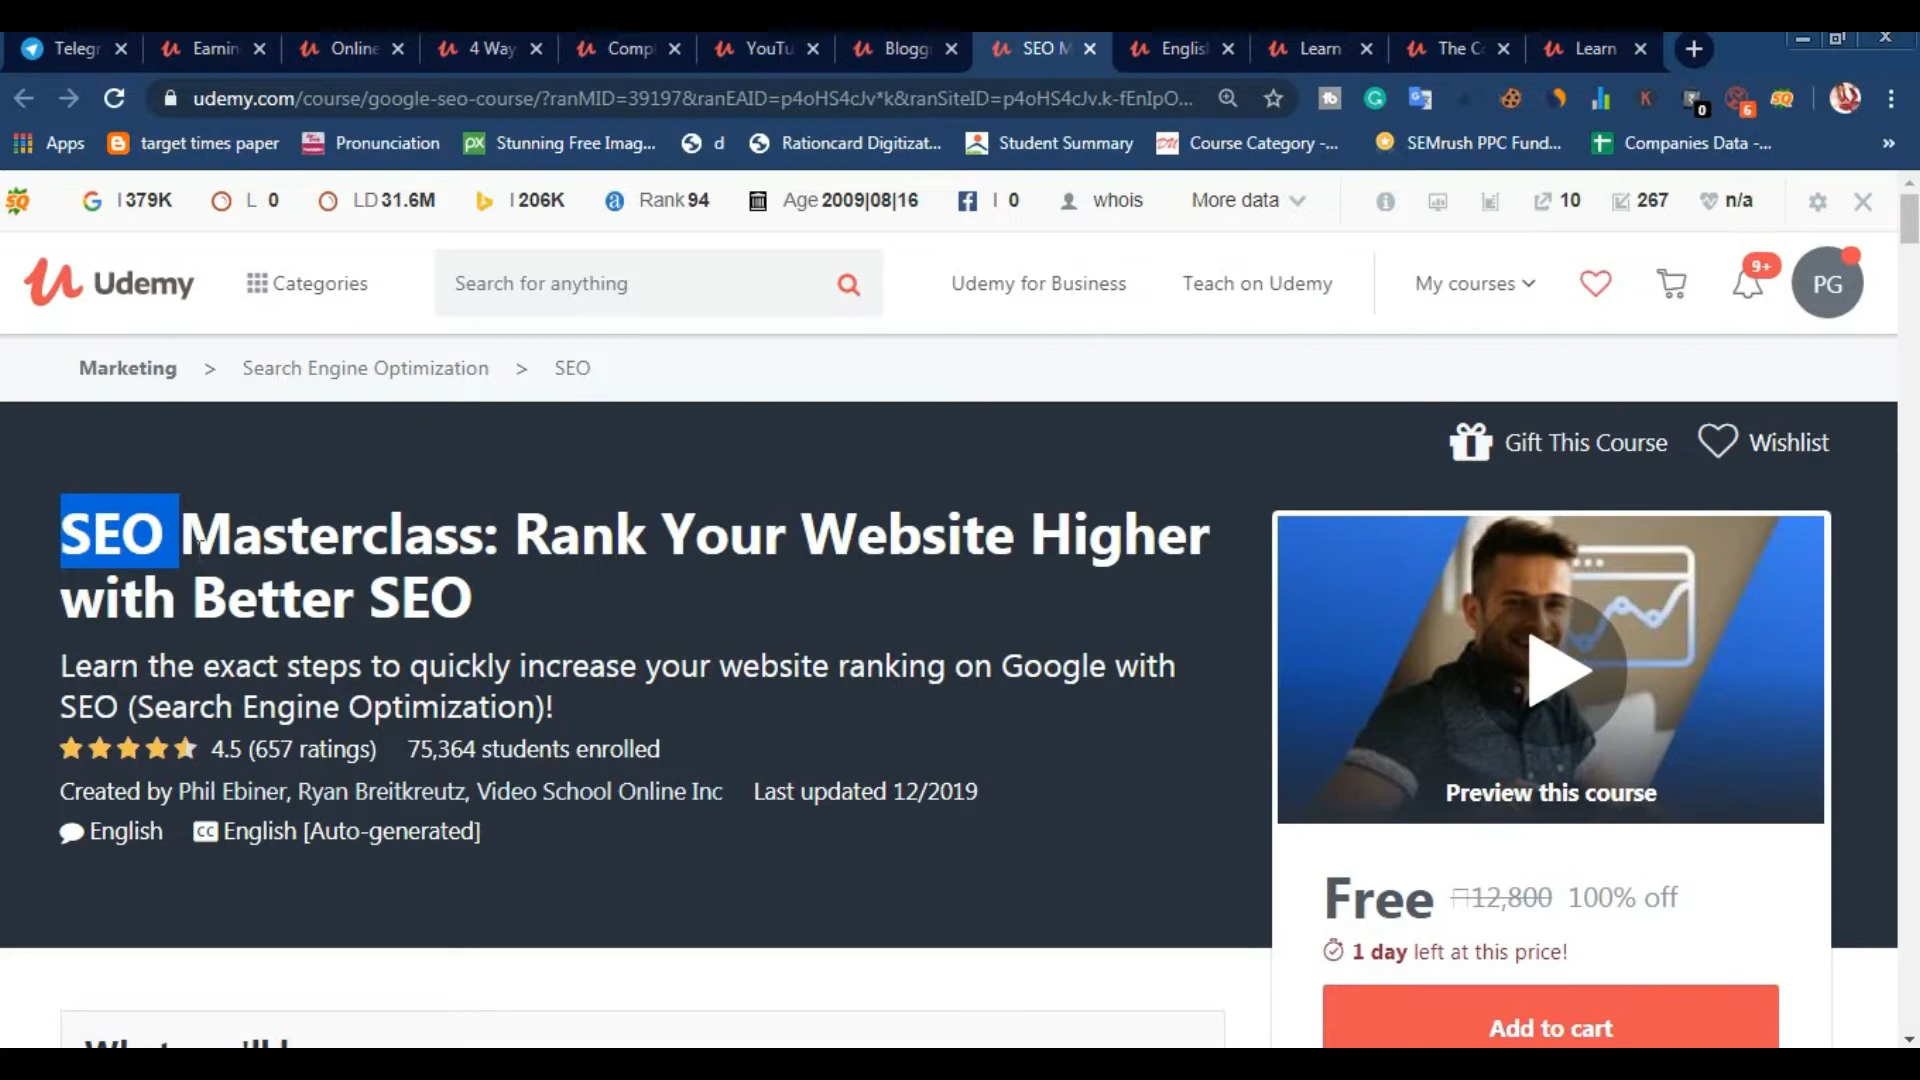 Telegr
Earnin
Online
4 Way
Comp
YouTu
Blogg
SEO M
Englis
Learn
The C
Learn
udemy.com/course/google-seo-course/?ranMID=39197&ranEAID=p4oHS4cJv*k&ranSiteID=p4oHS4cJv.k-fEnIpO...
0
6
Apps
target times paper
Pronunciation
Stunning Free Imag...
d
Rationcard Digitizat...
Student Summary
Course Category -...
SEMrush PPC Fund...
Companies Data -...
»
I 379K
L 0
LD 31.6M
I 206K
Rank 94
Age 2009|08|16
I 0
whois
More data
10
267
n/a
Udemy
Categories
Search for anything
Udemy for Business
Teach on Udemy
My courses
9+
PG
Marketing > Search Engine Optimization > SEO
Gift This Course
Wishlist
SEO Masterclass: Rank Your Website Higher
with Better SEO
Learn the exact steps to quickly increase your website ranking on Google with
SEO (Search Engine Optimization)!
4.5 (657 ratings) 75,364 students enrolled
Created by Phil Ebiner, Ryan Breitkreutz, Video School Online Inc Last updated 12/2019
English
CC English [Auto-generated]
Preview this course
Free 12,800 100% off
1 day left at this price!
Add to cart